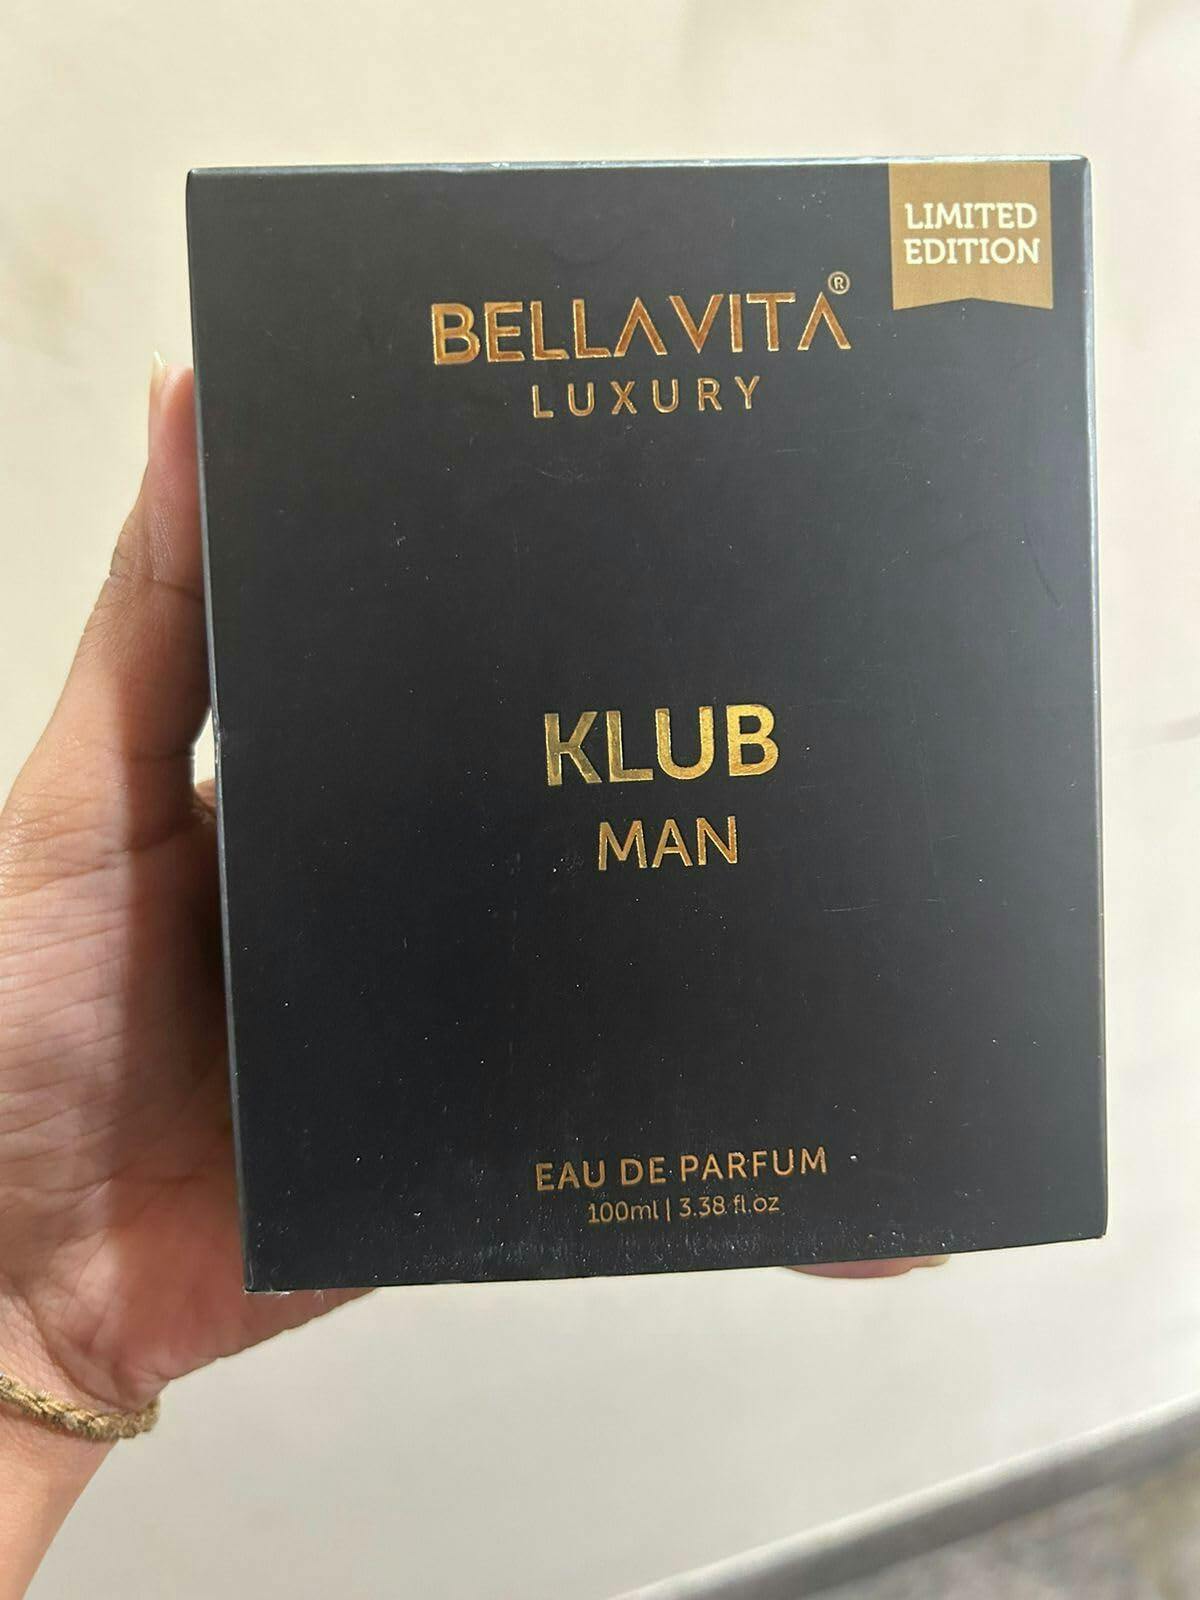 LIMITED
EDITION
BELLAVITA®
LUXURY
KLUB
MAN
EAU DE PARFUM
100ml | 3.38 fl.oz